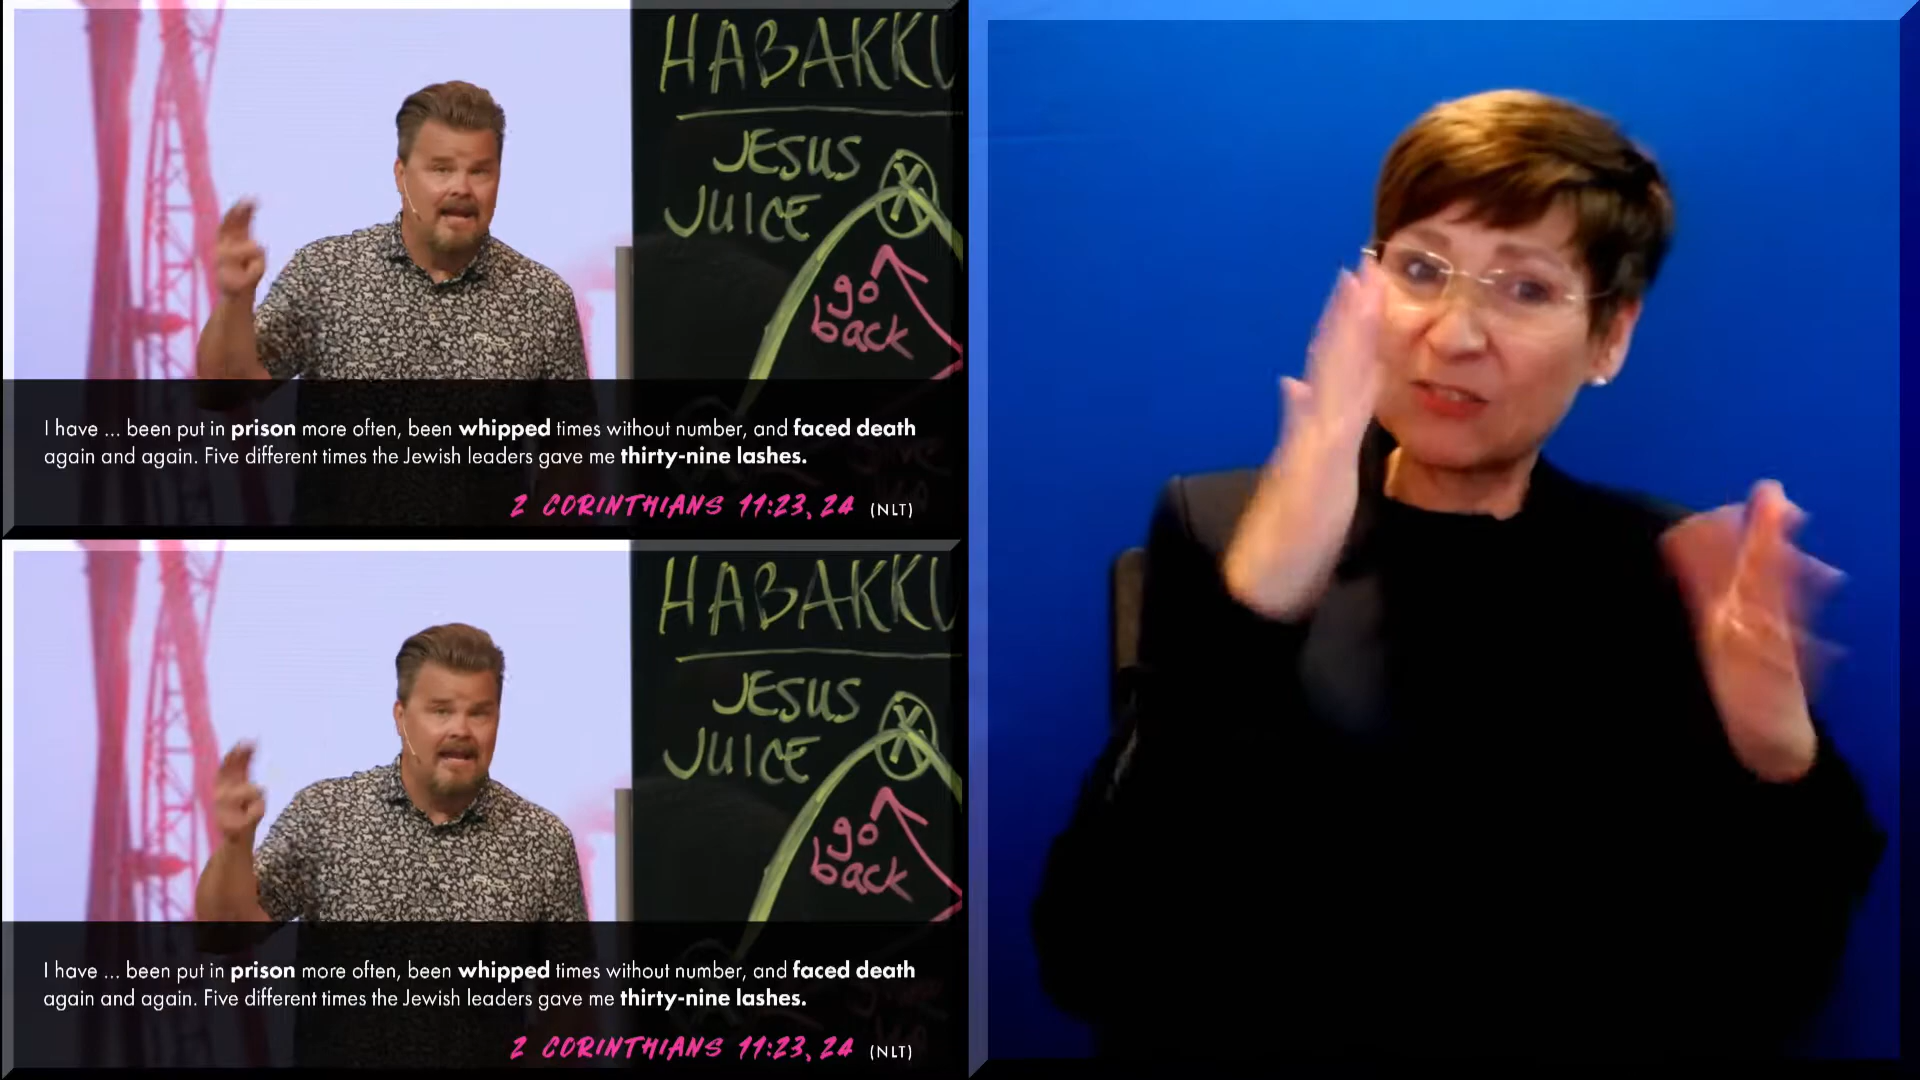 HABAKKU
JESUS
JUICE
X
go
back
I have ... been put in prison more often, been whipped times without number, and faced death
again and again. Five different times the Jewish leaders gave me thirty-nine lashes.
2 CORINTHIANS 11:23, 24 (NLT)
HABAKKU
JESUS
JUICE
X
go
back
I have ... been put in prison more often, been whipped times without number, and faced death
again and again. Five different times the Jewish leaders gave me thirty-nine lashes.
2 CORINTHIANS 11:23, 24 (NLT)